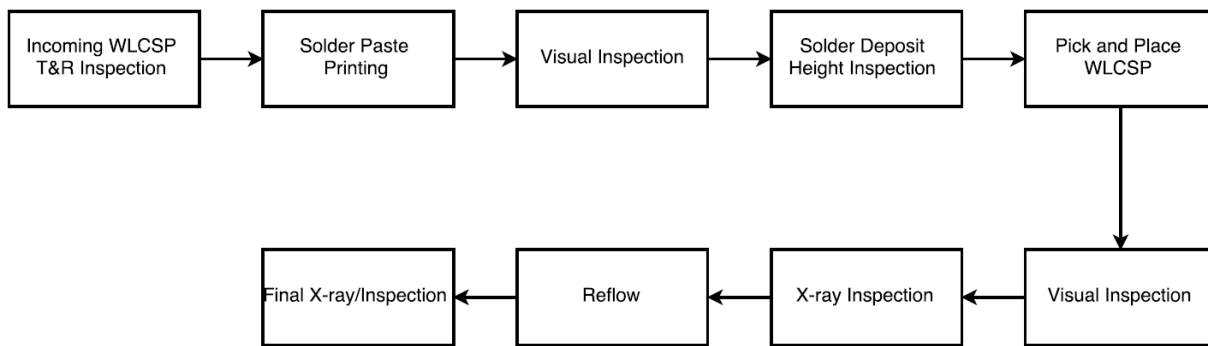 Incoming WLCSP
T&R Inspection
Solder Paste
Printing
Visual Inspection
Solder Deposit
Height Inspection
Pick and Place
WLCSP
Final X-ray/Inspection
Reflow
X-ray Inspection
Visual Inspection